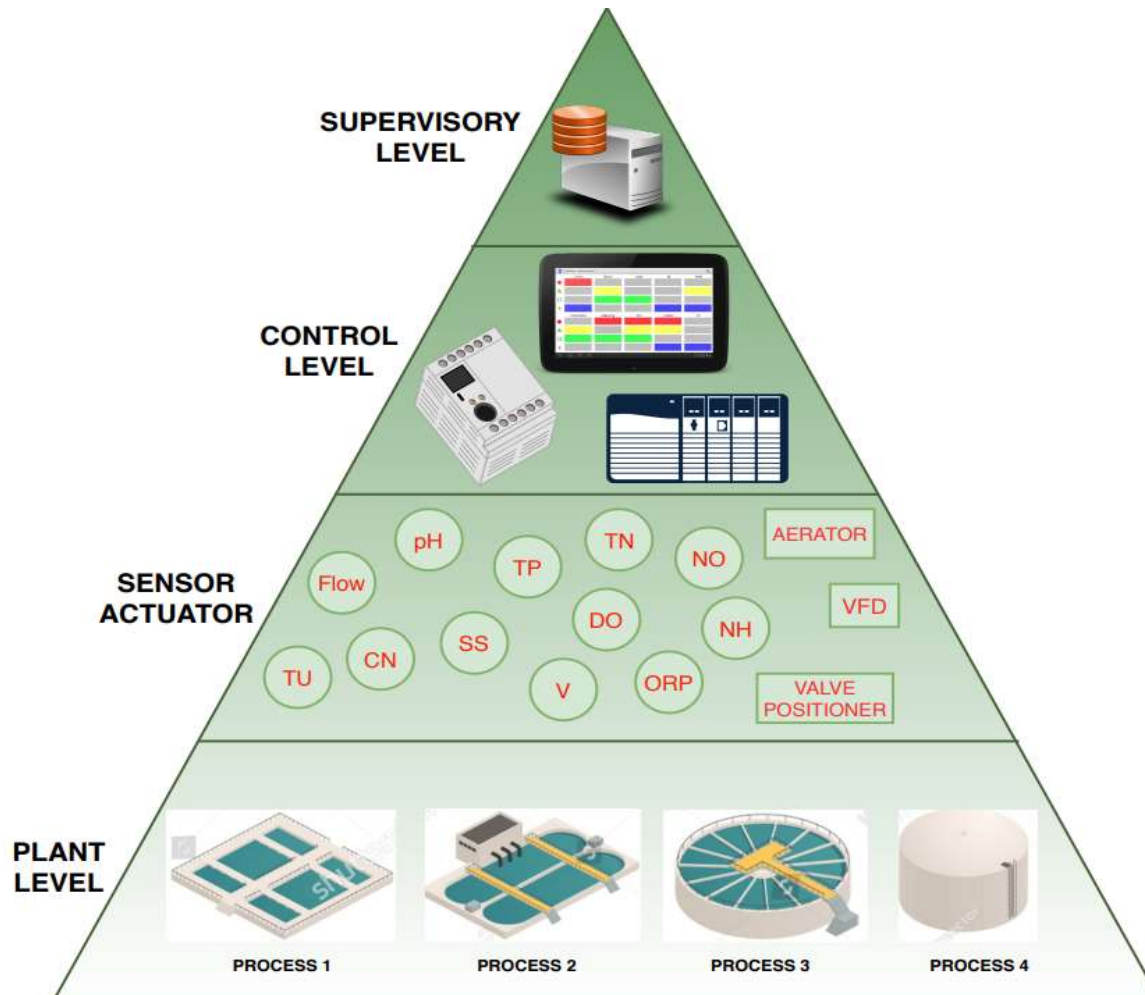 SUPERVISORY
LEVEL
CONTROL
LEVEL
SENSOR
ACTUATOR
pH
TN
AERATOR
Flow
TP
NO
VFD
DO
NH
SS
CN
TU
V
ORP
VALVE
POSITIONER
PLANT
LEVEL
PROCESS 1
PROCESS 2
PROCESS 3
PROCESS 4